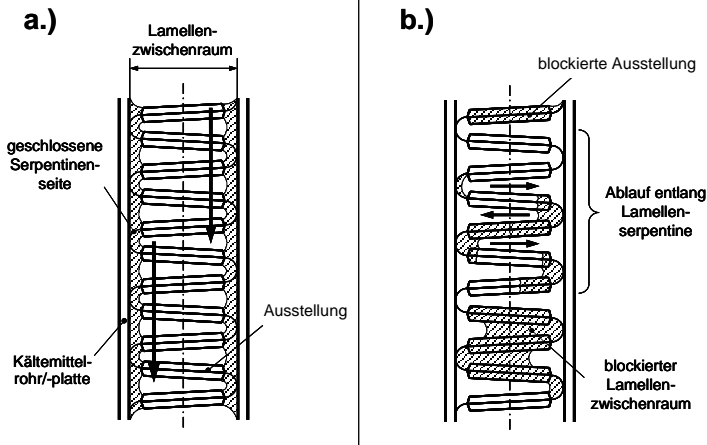 a.)
Lamellen-
zwischenraum
geschlossene
Serpentinen-
seite
Ausstellung
Kältemittel-
rohr/-platte
b.)
blockierte Ausstellung
Ablauf entlang
Lamellen-
serpentine
blockierter
Lamellen-
zwischenraum